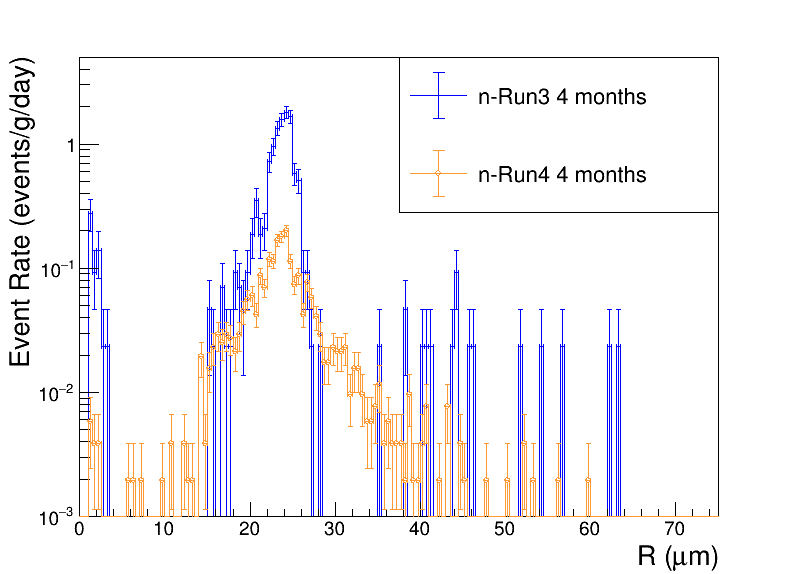 Event Rate (events/g/day)
n-Run3 4 months
n-Run4 4 months
1
10⁻¹
10⁻²
10⁻³
0 10 20 30 40 50 60 70
R (μm)